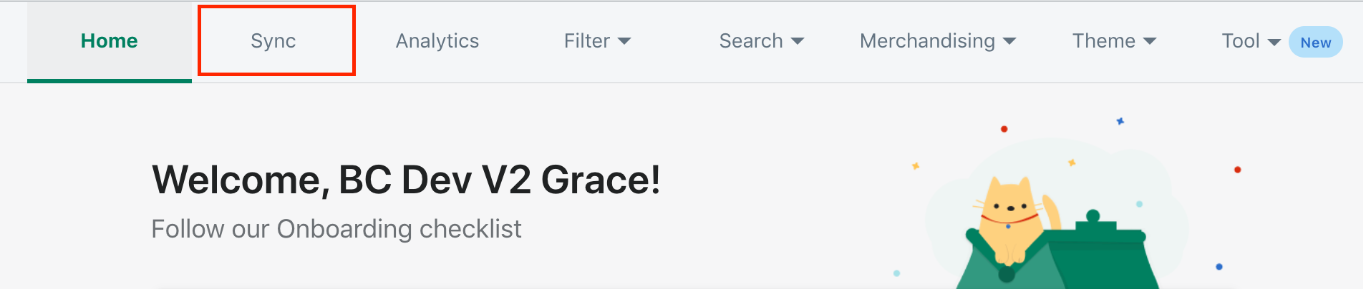 Home Sync Analytics Filter Search Merchandising Theme Tool New
Welcome, BC Dev V2 Grace!
Follow our Onboarding checklist